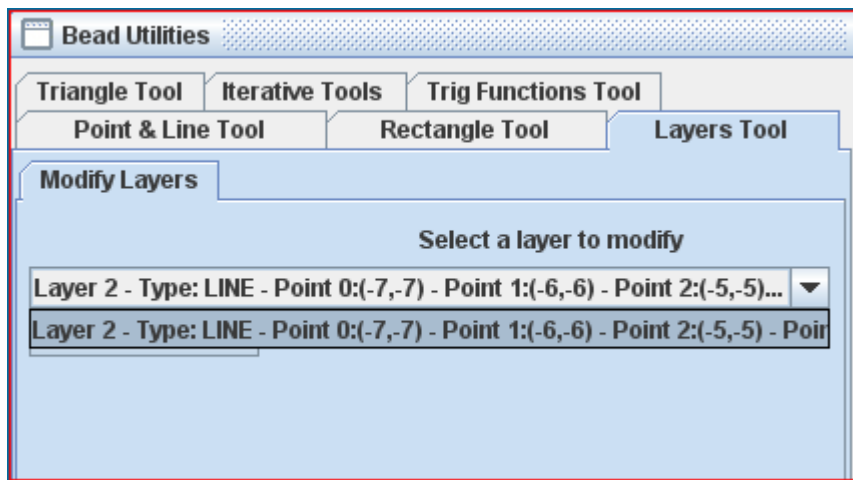 Bead Utilities
Triangle Tool Iterative Tools Trig Functions Tool
Point & Line Tool Rectangle Tool Layers Tool
Modify Layers
Select a layer to modify
Layer 2 - Type: LINE - Point 0:(-7,-7) - Point 1:(-6,-6) - Point 2:(-5,-5)...
Layer 2 - Type: LINE - Point 0:(-7,-7) - Point 1:(-6,-6) - Point 2:(-5,-5) - Poin